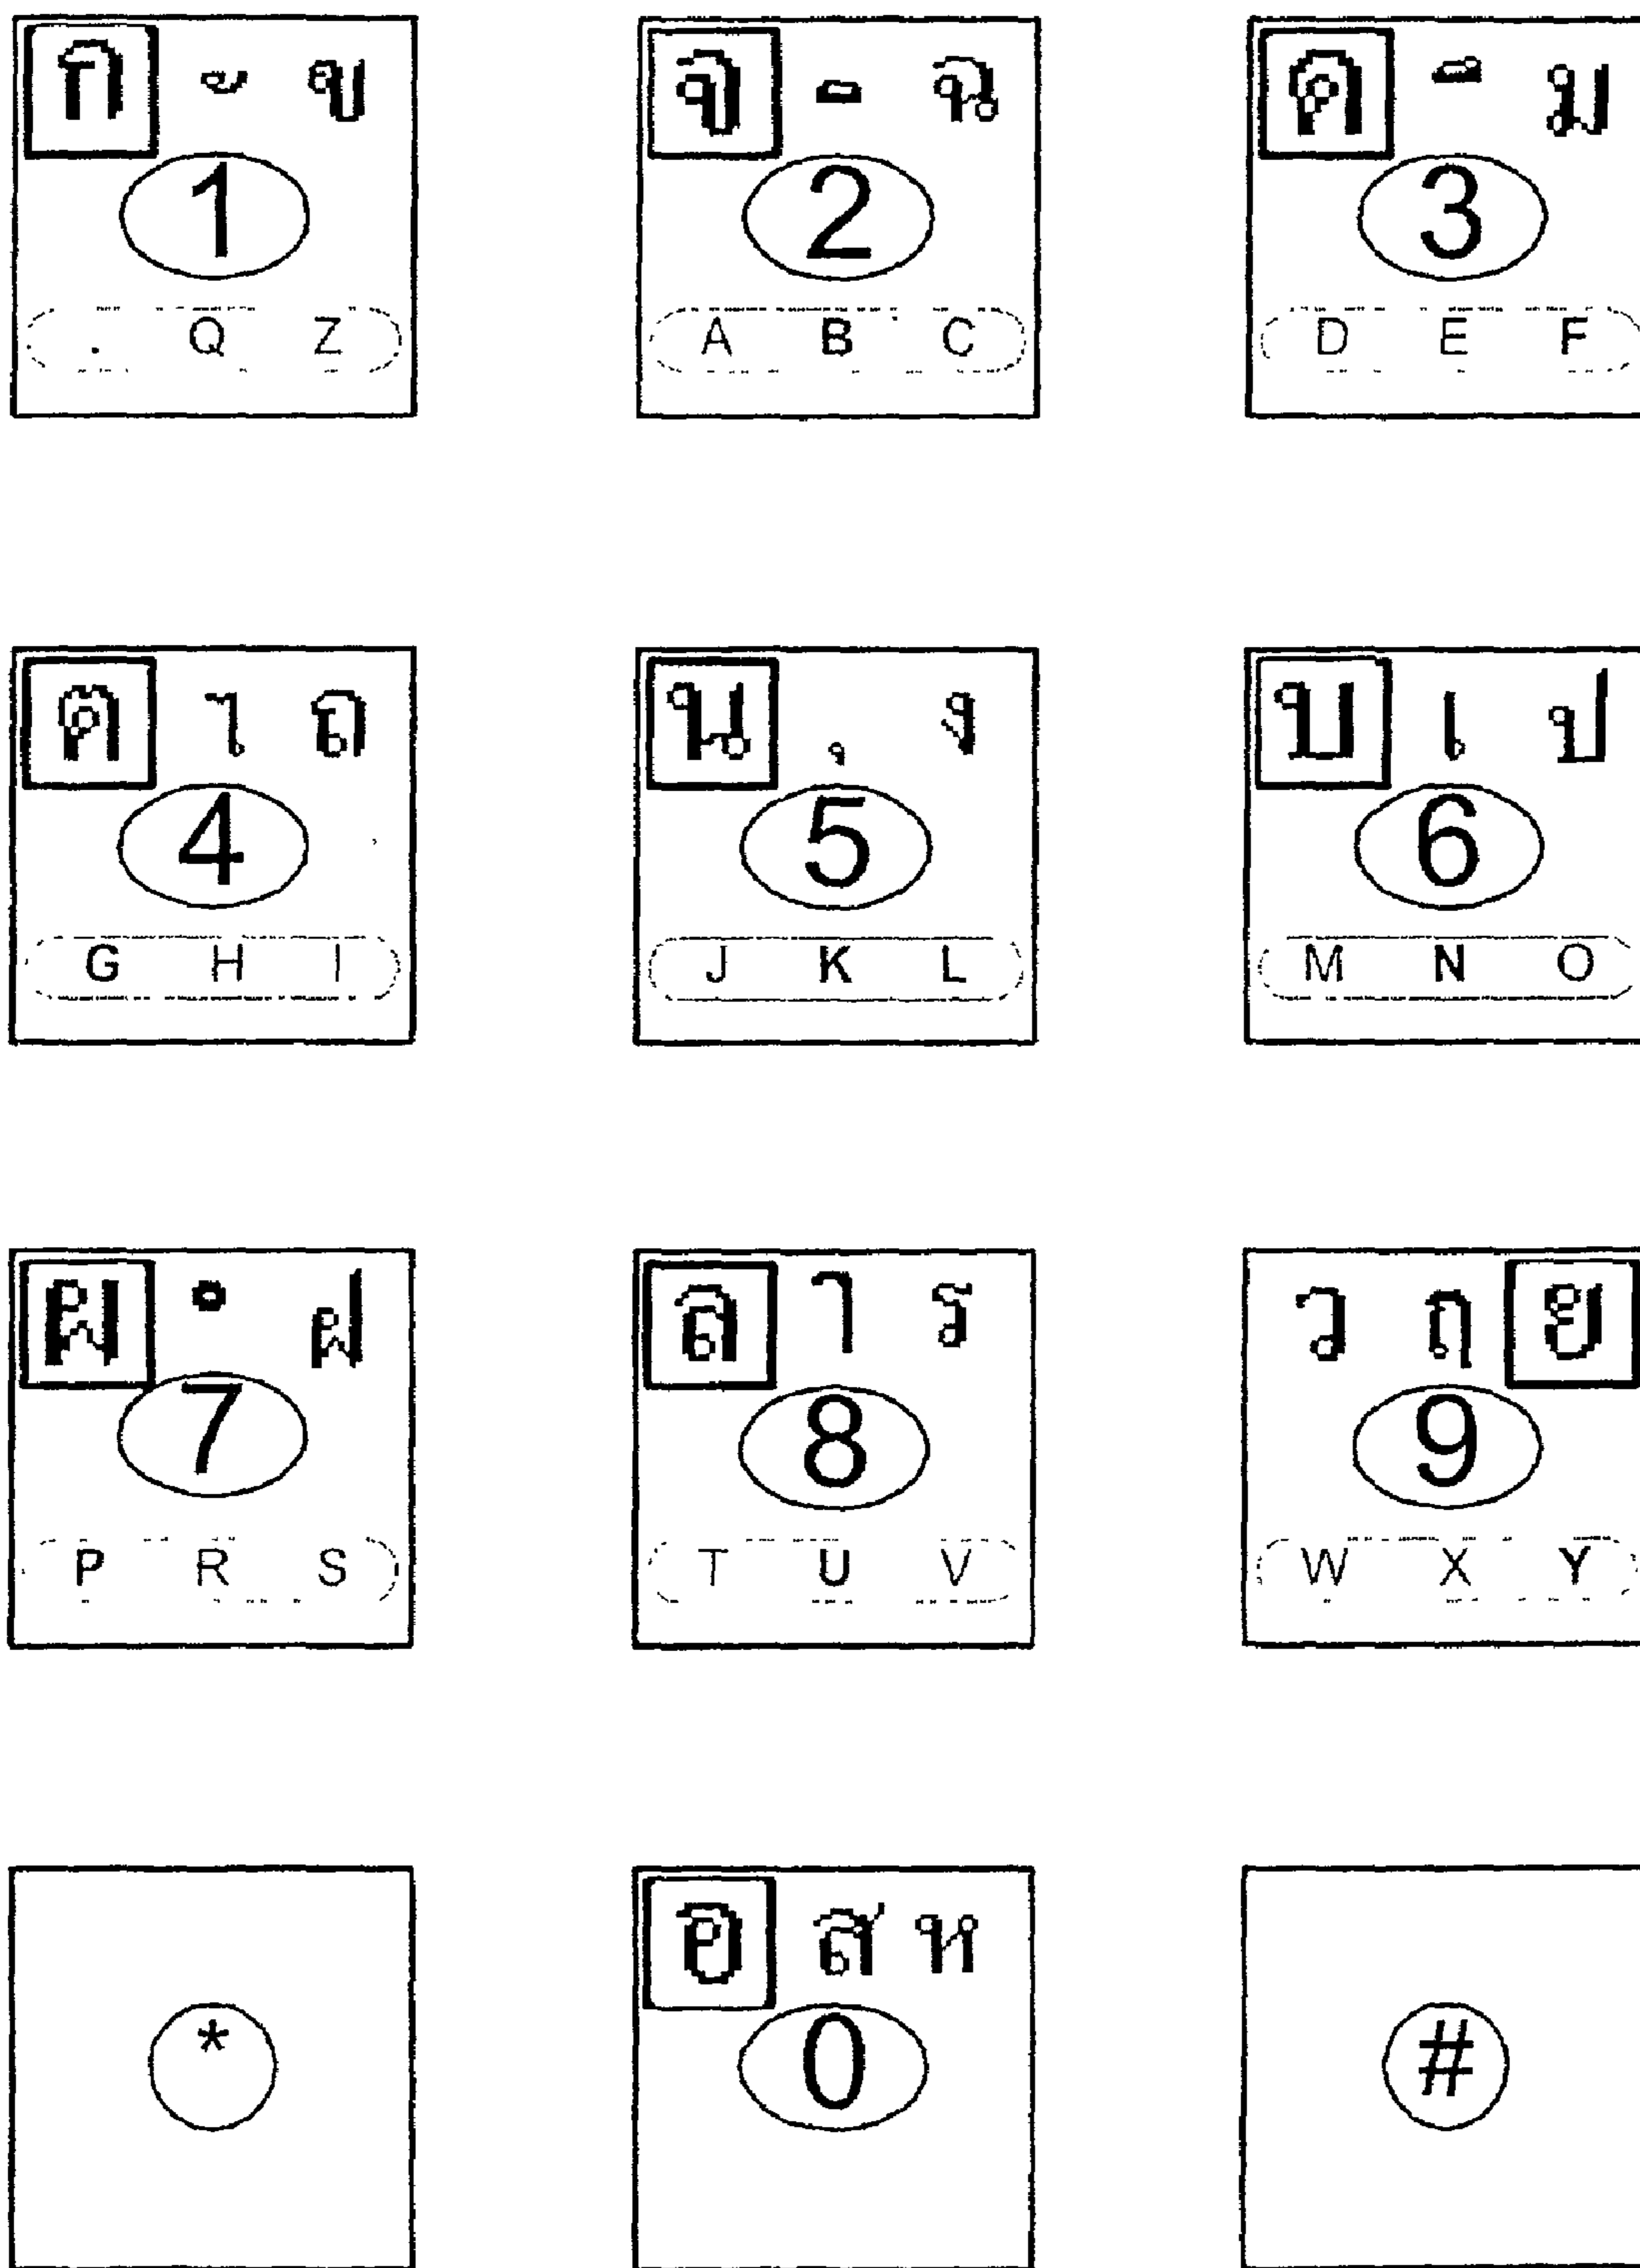 ก ั ข จ ิ ฉ ค ึ ม
1 2 3
. Q Z A B C D E F
ต ไ ถ น ุ ง บ เ ป
4 5 6
G H I J K L M N O
ผ ํ ฝ ล า ร ว ฤ ย
7 8 9
P R S T U V W X Y
อ ส ห
* 0 #